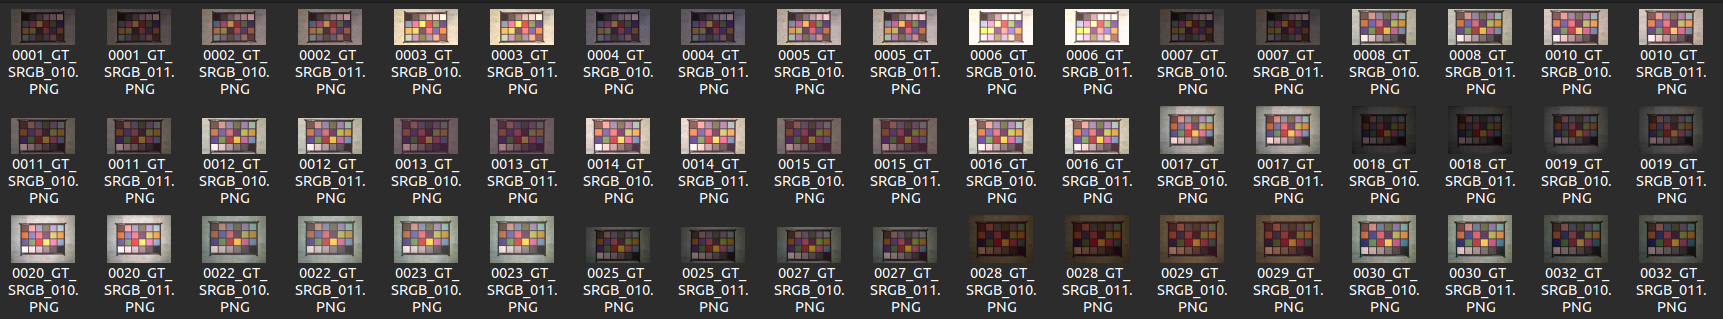 0001_GT_ 0001_GT_ 0002_GT_ 0002_GT_ 0003_GT_ 0003_GT_ 0004_GT_ 0004_GT_ 0005_GT_ 0005_GT_ 0006_GT_ 0006_GT_ 0007_GT_ 0007_GT_ 0008_GT_ 0008_GT_ 0010_GT_ 0010_GT_
SRGB_010. SRGB_011. SRGB_010. SRGB_011. SRGB_010. SRGB_011. SRGB_010. SRGB_011. SRGB_010. SRGB_011. SRGB_010. SRGB_011. SRGB_010. SRGB_011. SRGB_010. SRGB_011. SRGB_010. SRGB_011.
PNG PNG PNG PNG PNG PNG PNG PNG PNG PNG PNG PNG PNG PNG PNG PNG PNG PNG
0011_GT_ 0011_GT_ 0012_GT_ 0012_GT_ 0013_GT_ 0013_GT_ 0014_GT_ 0014_GT_ 0015_GT_ 0015_GT_ 0016_GT_ 0016_GT_ 0017_GT_ 0017_GT_ 0018_GT_ 0018_GT_ 0019_GT_ 0019_GT_
SRGB_010. SRGB_011. SRGB_010. SRGB_011. SRGB_010. SRGB_011. SRGB_010. SRGB_011. SRGB_010. SRGB_011. SRGB_010. SRGB_011. SRGB_010. SRGB_011. SRGB_010. SRGB_011. SRGB_010. SRGB_011.
PNG PNG PNG PNG PNG PNG PNG PNG PNG PNG PNG PNG PNG PNG PNG PNG PNG PNG
0020_GT_ 0020_GT_ 0022_GT_ 0022_GT_ 0023_GT_ 0023_GT_ 0025_GT_ 0025_GT_ 0027_GT_ 0027_GT_ 0028_GT_ 0028_GT_ 0029_GT_ 0029_GT_ 0030_GT_ 0030_GT_ 0032_GT_ 0032_GT_
SRGB_010. SRGB_011. SRGB_010. SRGB_011. SRGB_010. SRGB_011. SRGB_010. SRGB_011. SRGB_010. SRGB_011. SRGB_010. SRGB_011. SRGB_010. SRGB_011. SRGB_010. SRGB_011. SRGB_010. SRGB_011.
PNG PNG PNG PNG PNG PNG PNG PNG PNG PNG PNG PNG PNG PNG PNG PNG PNG PNG